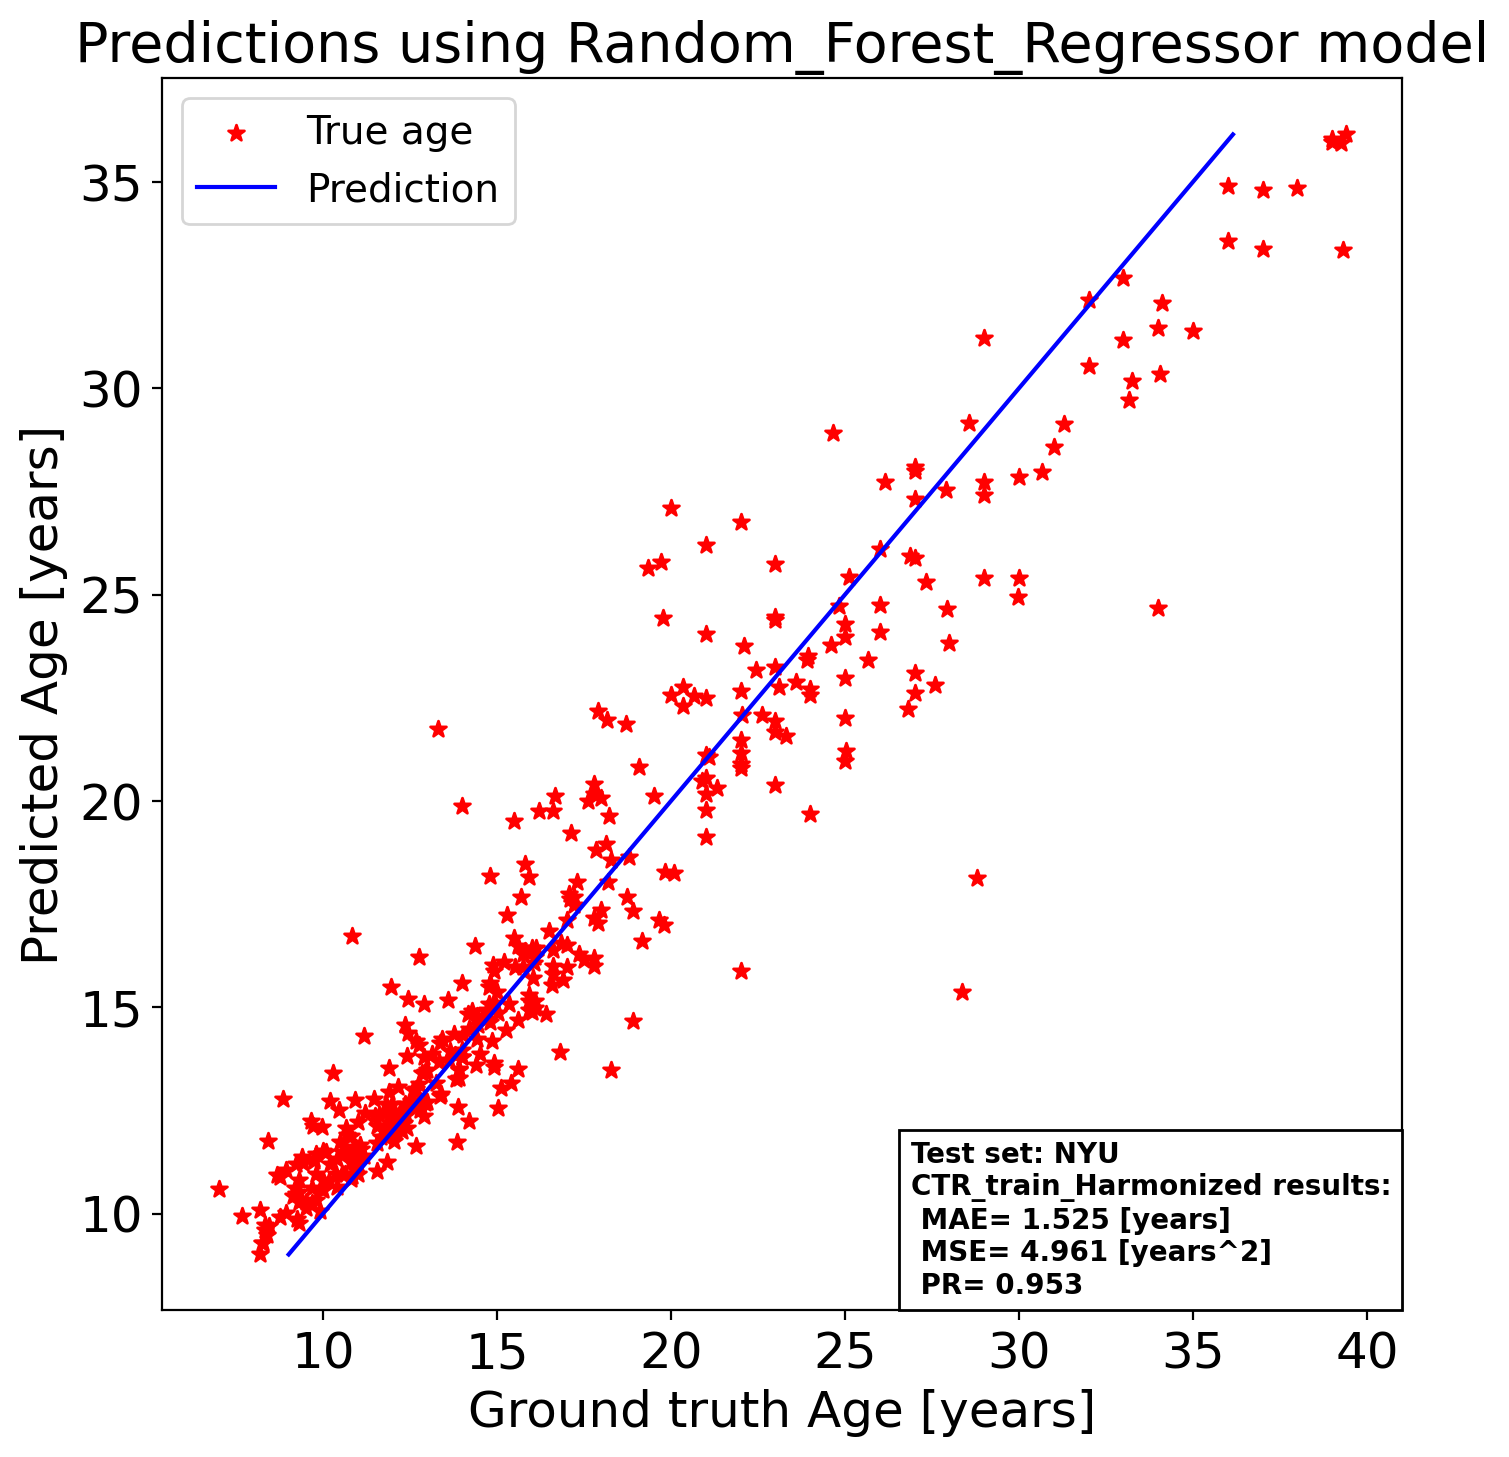 Predictions using Random_Forest_Regressor model
True age
Prediction
35
30
25
20
15
10
Predicted Age [years]
Test set: NYU
CTR_train_Harmonized results:
MAE= 1.525 [years]
MSE= 4.961 [years^2]
PR= 0.953
10 15 20 25 30 35 40
Ground truth Age [years]